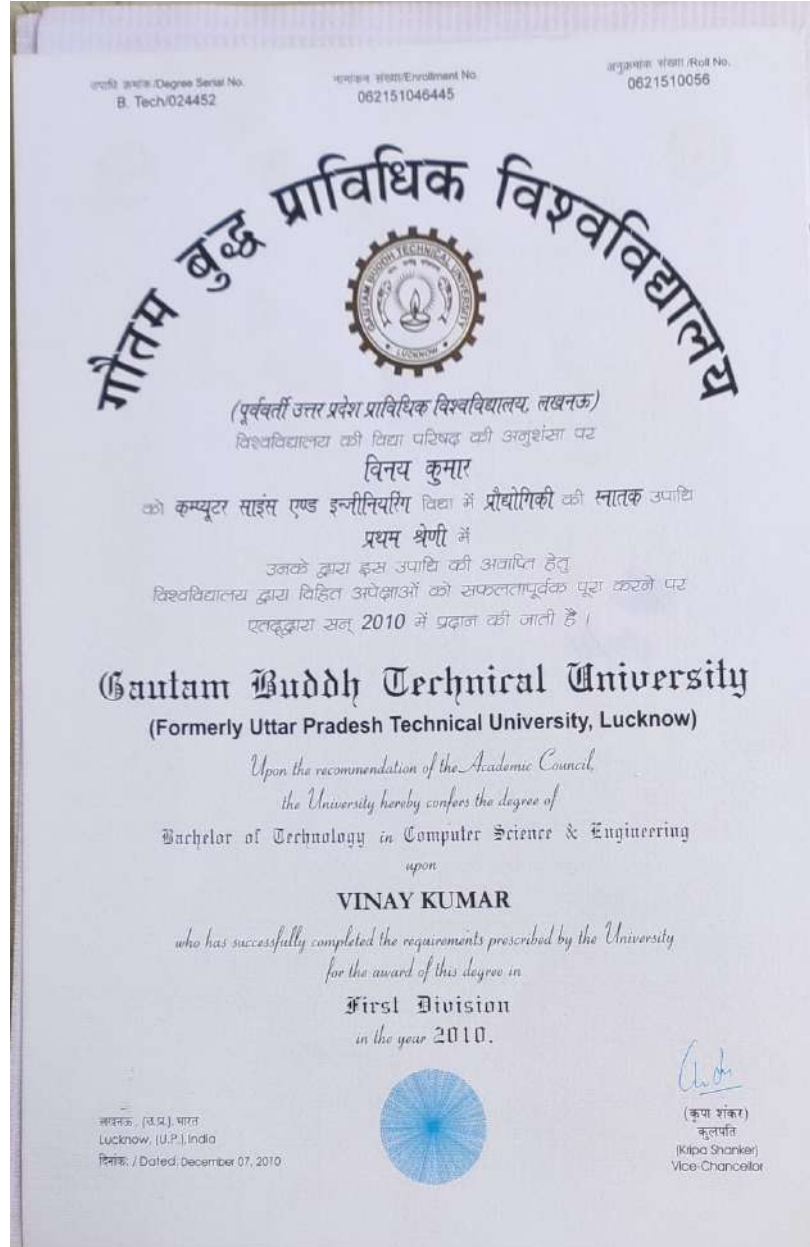 उपाधि क्रमांक/Degree Serial No.
B. Tech/024452
नामांकन संख्या/Enrollment No.
062151046445
अनुक्रमांक संख्या/Roll No.
0621510056
गौतम बुद्ध प्राविधिक विश्वविद्यालय
GAUTAM BUDDH TECHNICAL UNIVERSITY
LUCKNOW
(पूर्ववर्ती उत्तर प्रदेश प्राविधिक विश्वविद्यालय, लखनऊ)
विश्वविद्यालय की विद्या परिषद की अनुशंसा पर
विनय कुमार
को कम्प्यूटर साइंस एण्ड इन्जीनियरिंग विद्या में प्रौद्योगिकी की स्नातक उपाधि
प्रथम श्रेणी में
उनके द्वारा इस उपाधि की अवाप्ति हेतु
विश्वविद्यालय द्वारा विहित अपेक्षाओं को सफलतापूर्वक पूरा करने पर
एतद्द्वारा सन् 2010 में प्रदान की जाती है ।
Gautam Buddh Technical University
(Formerly Uttar Pradesh Technical University, Lucknow)
Upon the recommendation of the Academic Council,
the University hereby confers the degree of
Bachelor of Technology in Computer Science & Engineering
upon
VINAY KUMAR
who has successfully completed the requirements prescribed by the University
for the award of this degree in
First Division
in the year 2010.
लखनऊ, (उ.प्र.), भारत
Lucknow, (U.P.), India
दिनांक: / Dated: December 07, 2010
(कृपा शंकर)
कुलपति
(Kripa Shanker)
Vice-Chancellor